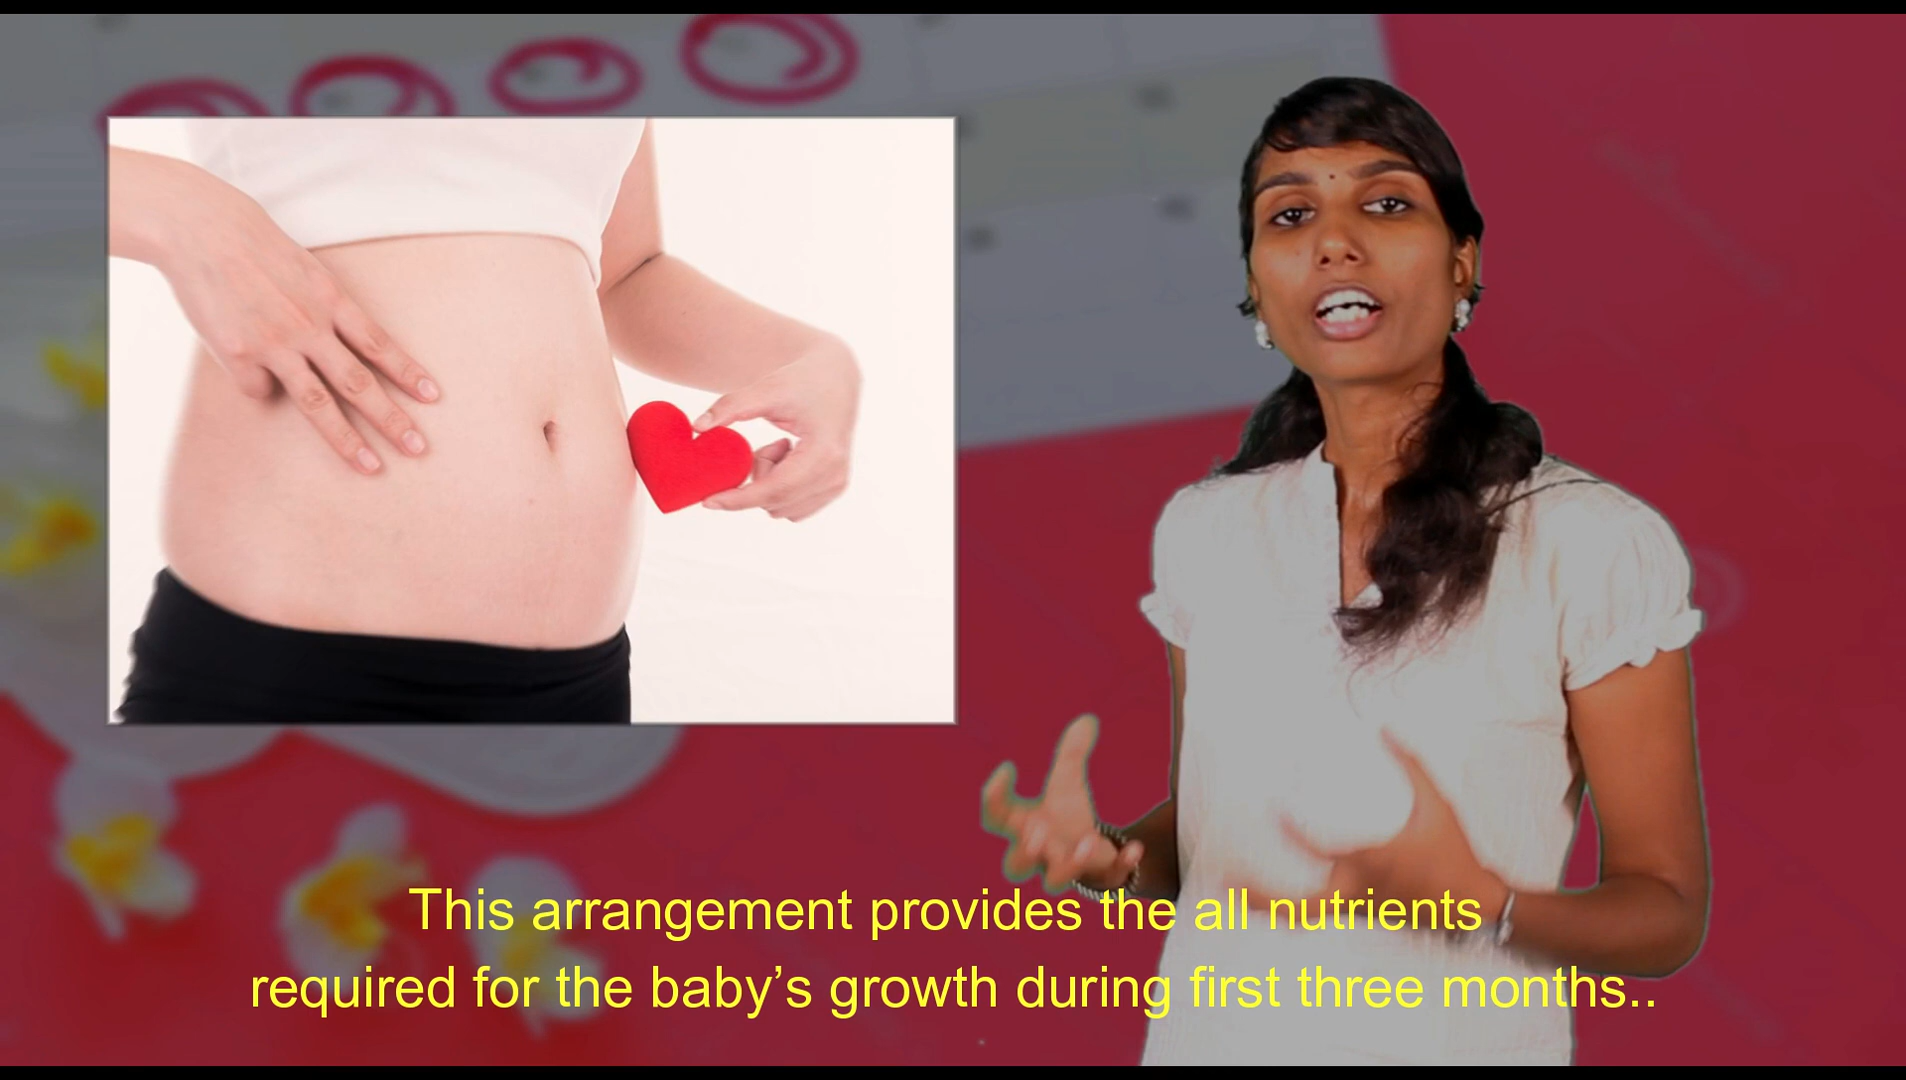 This arrangement provides the all nutrients
required for the baby’s growth during first three months..